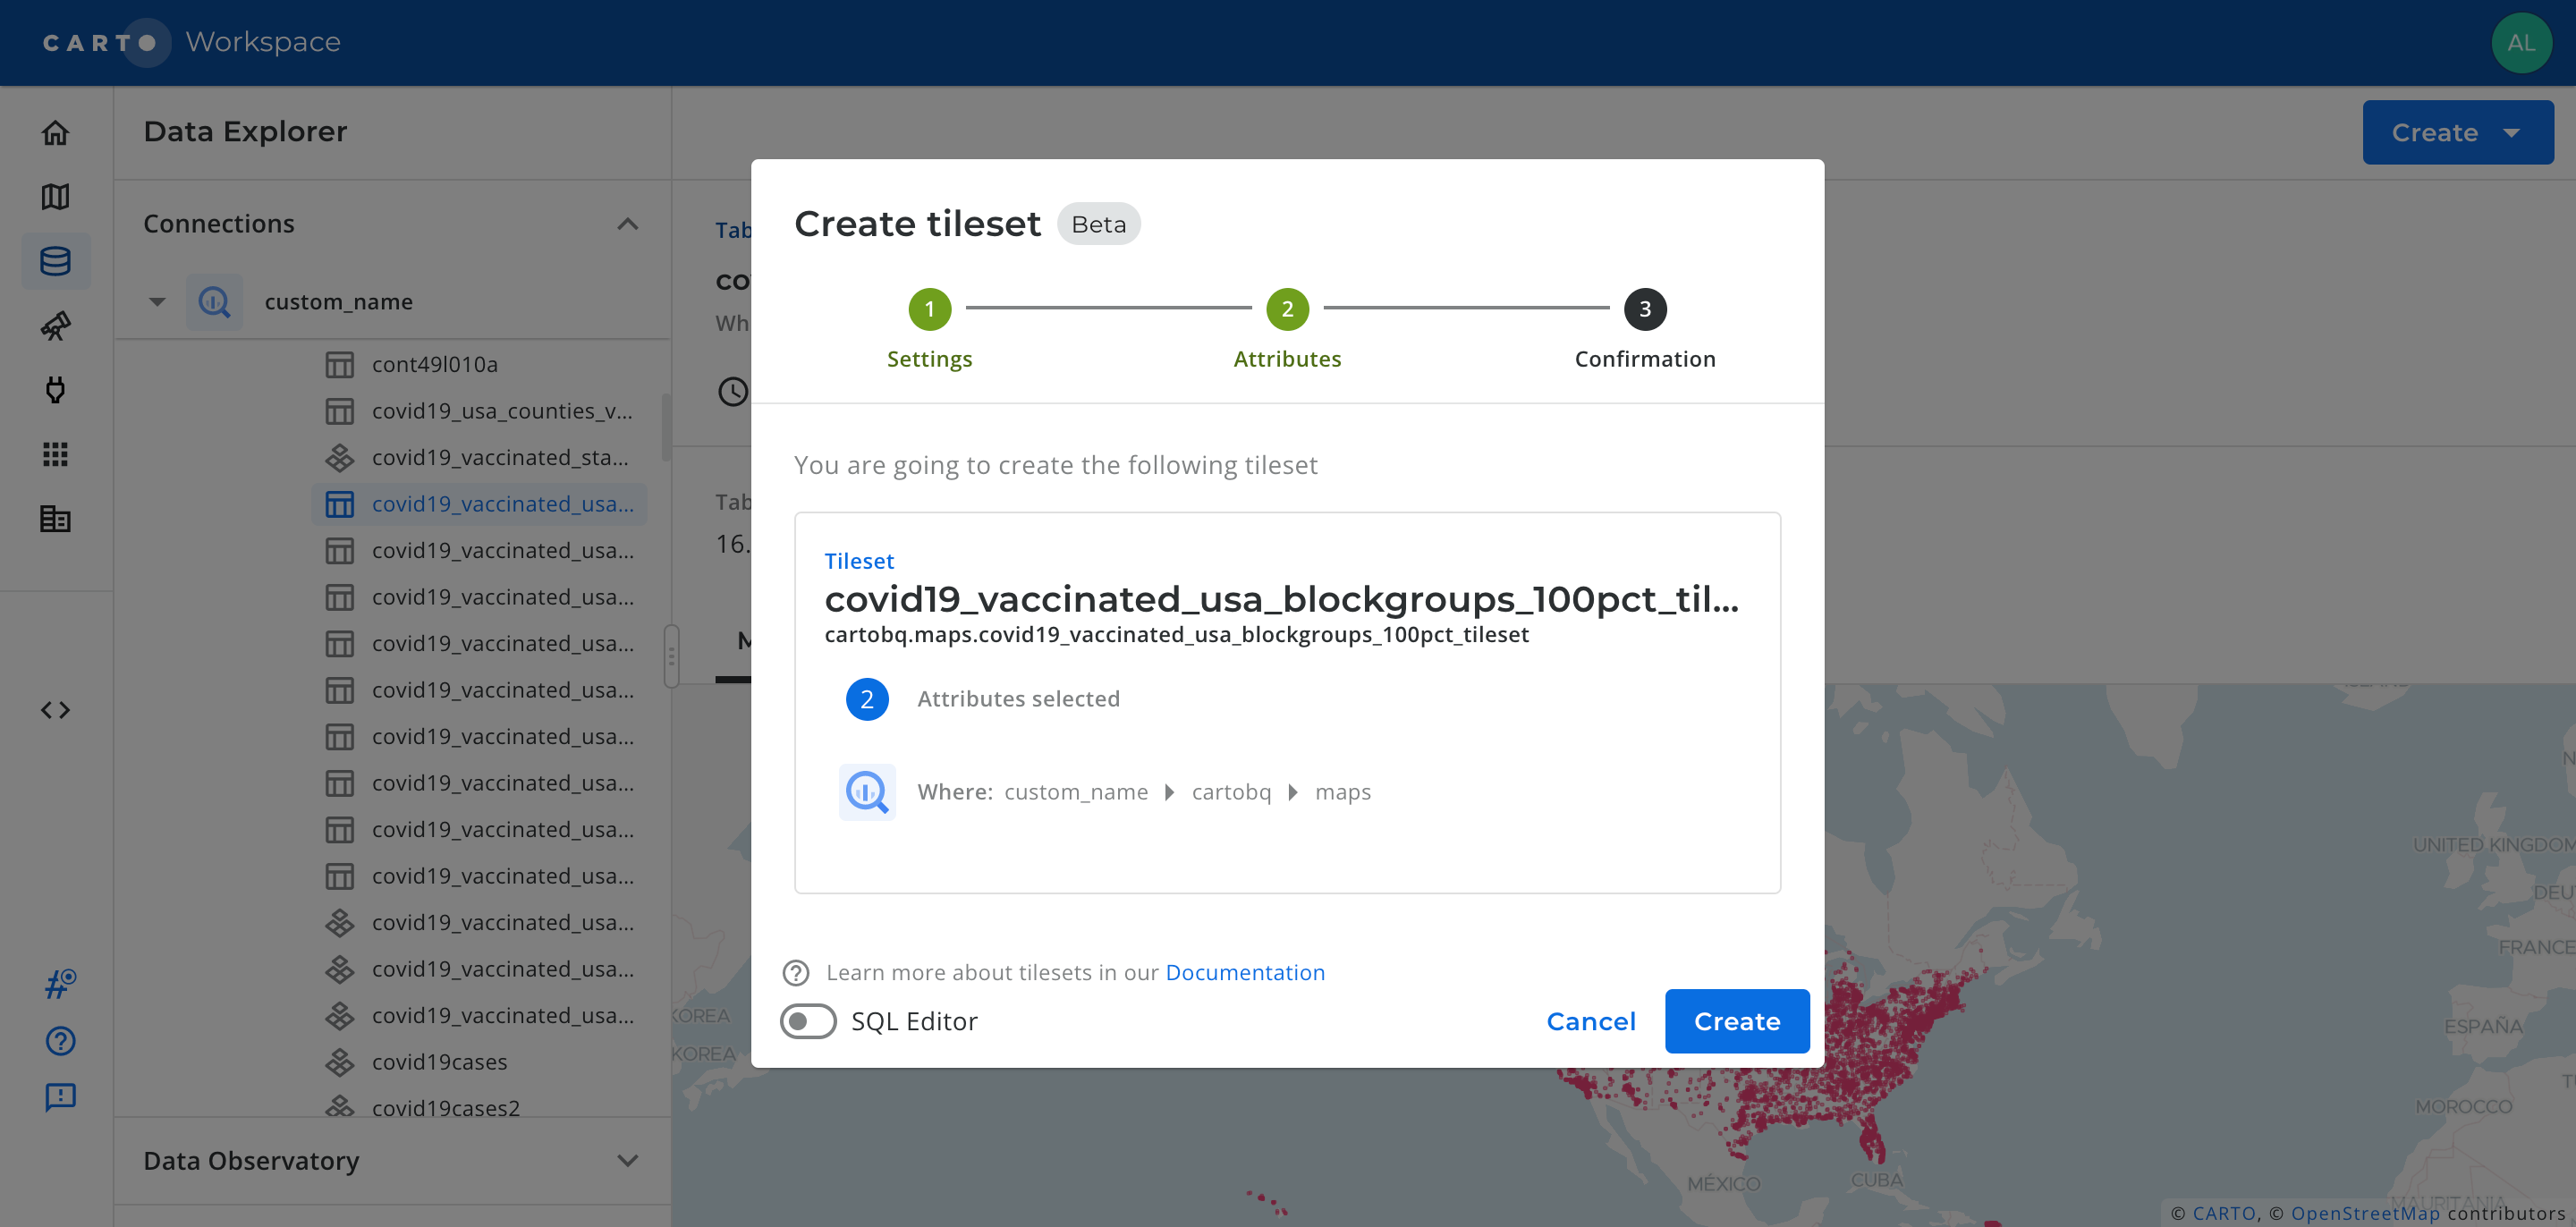 CARTO Workspace
AL
Data Explorer
Create
Connections
custom_name
cont49l010a
covid19_usa_counties_v...
covid19_vaccinated_sta...
covid19_vaccinated_usa...
covid19_vaccinated_usa...
covid19_vaccinated_usa...
covid19_vaccinated_usa...
covid19_vaccinated_usa...
covid19_vaccinated_usa...
covid19_vaccinated_usa...
covid19_vaccinated_usa...
covid19_vaccinated_usa...
covid19_vaccinated_usa...
covid19_vaccinated_usa...
covid19_vaccinated_usa...
covid19cases
covid19cases2
Data Observatory
Tab
co
Wh
Tab
16.
M
Create tileset Beta
1 2 3
Settings Attributes Confirmation
You are going to create the following tileset
Tileset
covid19_vaccinated_usa_blockgroups_100pct_til...
cartobq.maps.covid19_vaccinated_usa_blockgroups_100pct_tileset
2 Attributes selected
Where: custom_name cartobq maps
Learn more about tilesets in our Documentation
SQL Editor
Cancel Create
UNITED KINGDOM
DEU
FRANCE
ESPAÑA
MOROCCO
KOREA
KOREA
MÉXICO
CUBA
MAURITANIA
© CARTO, © OpenStreetMap contributors